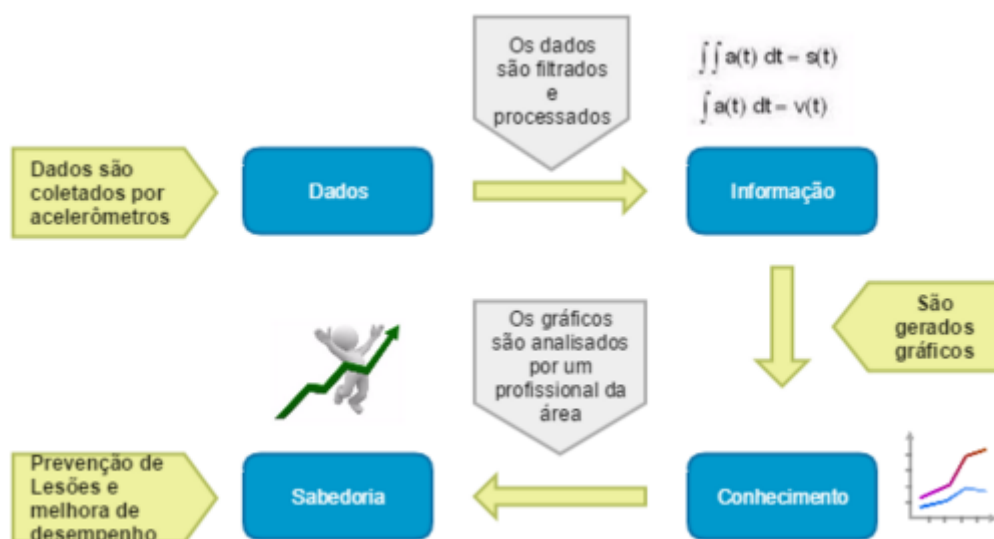 Os dados
são filtrados
e
processados
∫∫ a(t) dt = s(t)
∫ a(t) dt = v(t)
Dados são
coletados por
acelerômetros
Dados
Informação
São
gerados
gráficos
Os gráficos
são analisados
por um
profissional da
área
Prevenção de
Lesões e
melhora de
desempenho
Sabedoria
Conhecimento